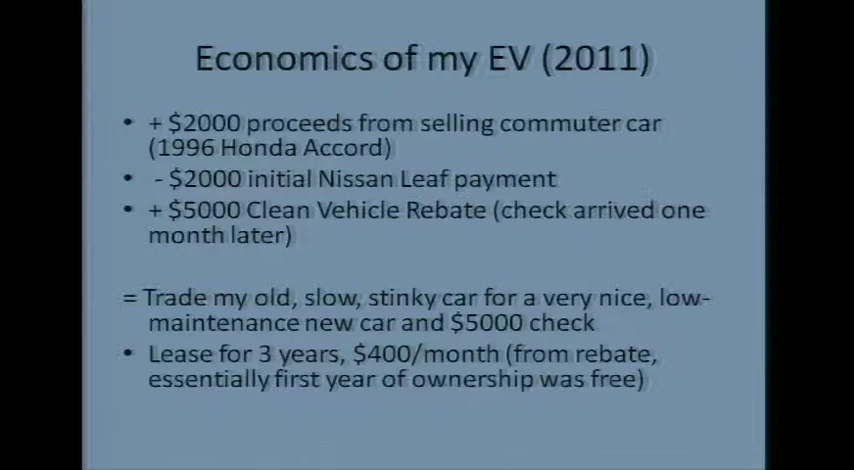 Economics of my EV (2011)
• + $2000 proceeds from selling commuter car
(1996 Honda Accord)
• - $2000 initial Nissan Leaf payment
• + $5000 Clean Vehicle Rebate (check arrived one
month later)
= Trade my old, slow, stinky car for a very nice, low-
maintenance new car and $5000 check
• Lease for 3 years, $400/month (from rebate,
essentially first year of ownership was free)